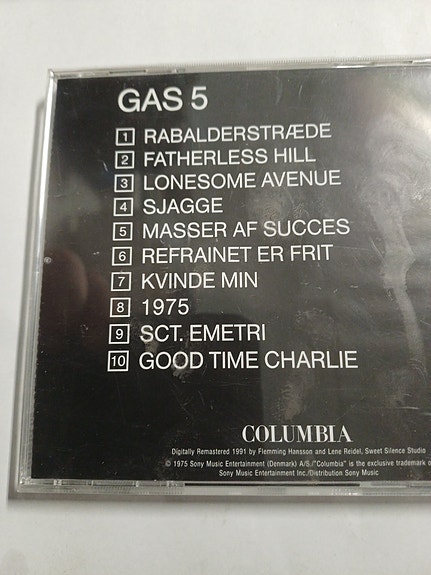 GAS 5
1 RABALDERSTRÆDE
2 FATHERLESS HILL
3 LONESOME AVENUE
4 SJAGGE
5 MASSER AF SUCCES
6 REFRAINET ER FRIT
7 KVINDE MIN
8 1975
9 SCT. EMETRI
10 GOOD TIME CHARLIE
COLUMBIA
Digitally Remastered 1991 by Flemming Hansson and Lene Reidel, Sweet Silence Studio
© 1975 Sony Music Entertainment (Denmark) A/S./"Columbia" is the exclusive trademark o
Sony Music Entertainment Inc./Distribution Sony Music